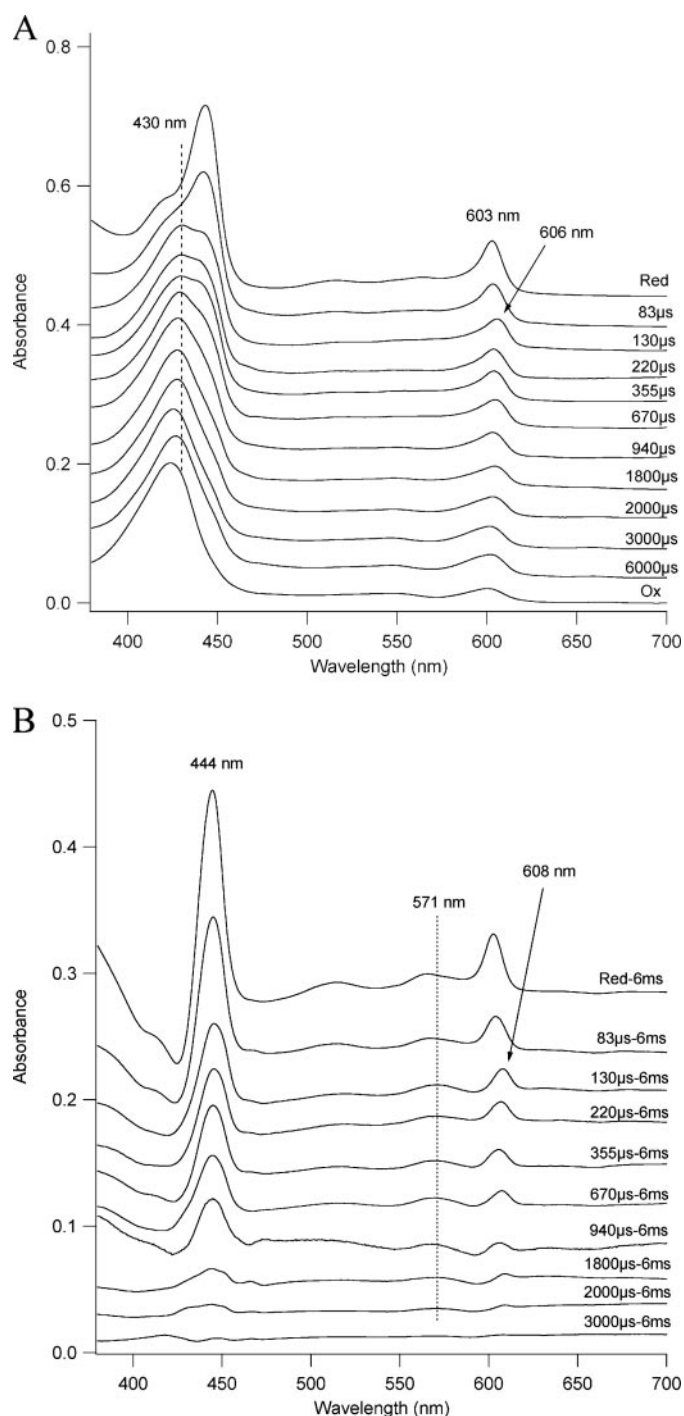 A
0.8
0.6
0.4
0.2
0.0
Absorbance
430 nm
603 nm
606 nm
Red
83µs
130µs
220µs
355µs
670µs
940µs
1800µs
2000µs
3000µs
6000µs
Ox
400 450 500 550 600 650 700
Wavelength (nm)
B
0.5
0.4
0.3
0.2
0.1
0.0
Absorbance
444 nm
571 nm
608 nm
Red-6ms
83µs-6ms
130µs-6ms
220µs-6ms
355µs-6ms
670µs-6ms
940µs-6ms
1800µs-6ms
2000µs-6ms
3000µs-6ms
400 450 500 550 600 650 700
Wavelength (nm)